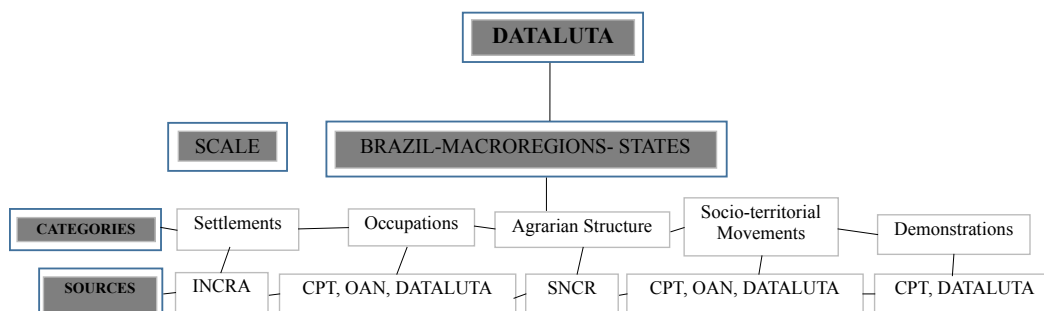 DATALUTA
SCALE
BRAZIL-MACROREGIONS- STATES
CATEGORIES
Settlements
Occupations
Agrarian Structure
Socio-territorial
Movements
Demonstrations
SOURCES
INCRA
CPT, OAN, DATALUTA
SNCR
CPT, OAN, DATALUTA
CPT, DATALUTA